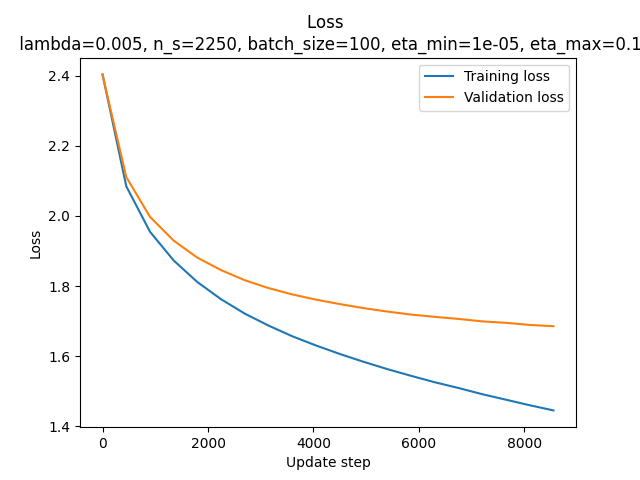 Loss
lambda=0.005, n_s=2250, batch_size=100, eta_min=1e-05, eta_max=0.1
Training loss
Validation loss
2.4
2.2
2.0
1.8
1.6
1.4
Loss
0 2000 4000 6000 8000
Update step